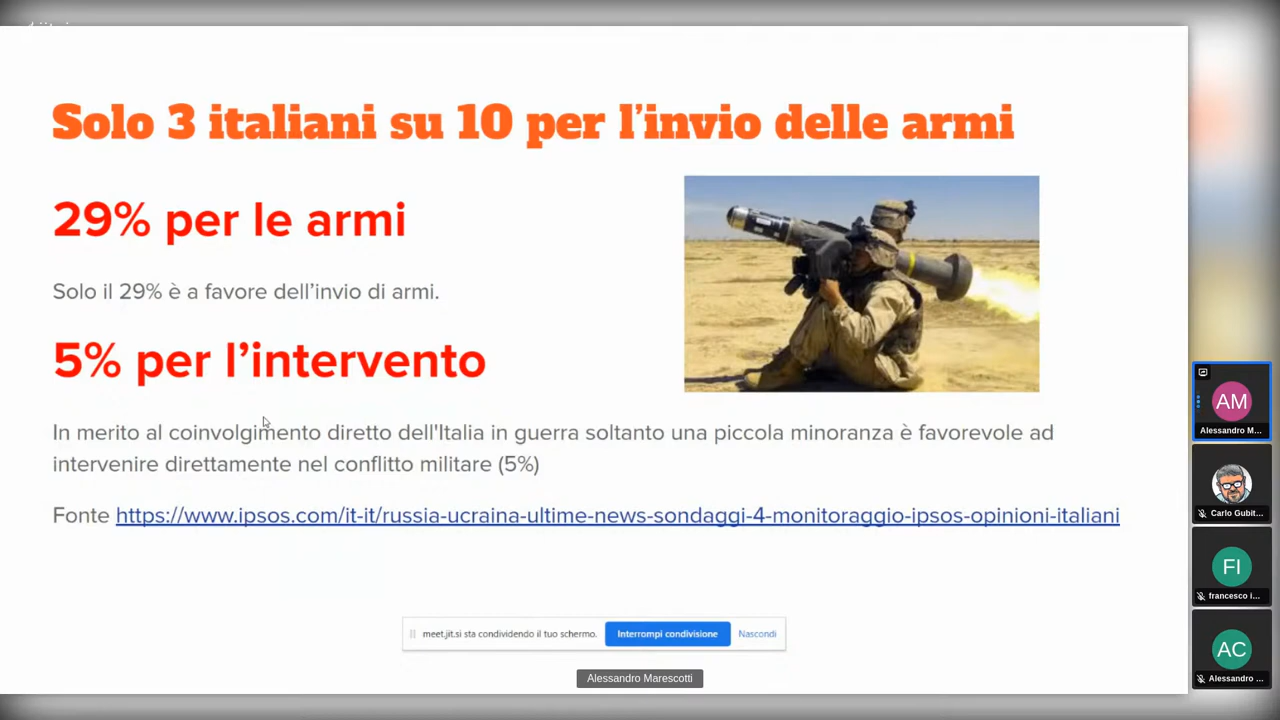 Solo 3 italiani su 10 per l'invio delle armi
29% per le armi
Solo il 29% è a favore dell'invio di armi.
5% per l'intervento
In merito al coinvolgimento diretto dell'Italia in guerra soltanto una piccola minoranza è favorevole ad
intervenire direttamente nel conflitto militare (5%)
Fonte https://www.ipsos.com/it-it/russia-ucraina-ultime-news-sondaggi-4-monitoraggio-ipsos-opinioni-italiani
meet.jit.si sta condividendo il tuo schermo. Interrompi condivisione Nascondi
Alessandro Marescotti
AM
Alessandro M...
Carlo Gubit...
FI
francesco i...
AC
Alessandro ...